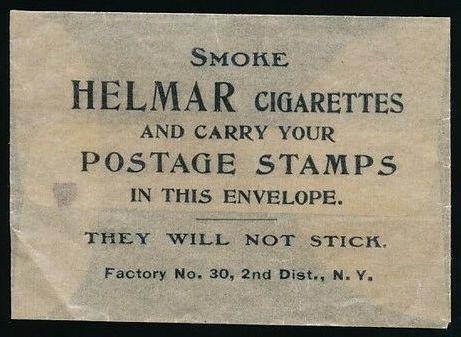 SMOKE
HELMAR CIGARETTES
AND CARRY YOUR
POSTAGE STAMPS
IN THIS ENVELOPE.
THEY WILL NOT STICK.
Factory No. 30, 2nd Dist., N. Y.